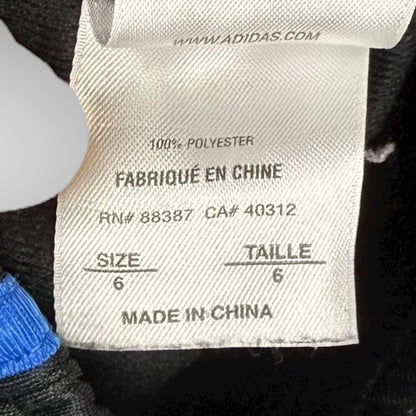 WWW.ADIDAS.COM
100% POLYESTER
FABRIQUÉ EN CHINE
RN# 88387 CA# 40312
SIZE TAILLE
6 6
MADE IN CHINA